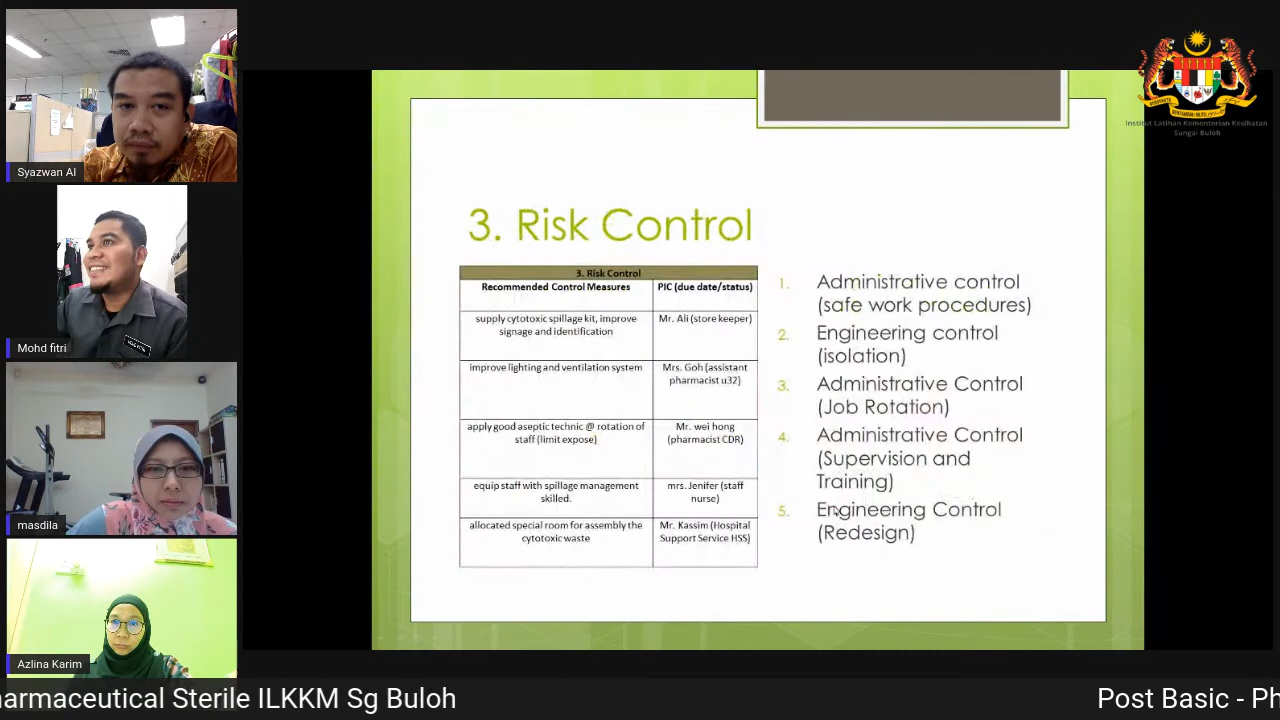 Syazwan Al
Mohd fitri
masdila
Azlina Karim
Institut Latihan Kementerian Kesihatan
Sungai Buloh
3. Risk Control
3. Risk Control
Recommended Control Measures
PIC (due date/status)
supply cytotoxic spillage kit, improve
signage and identification
Mr. Ali (store keeper)
improve lighting and ventilation system
Mrs. Goh (assistant
pharmacist u32)
apply good aseptic technic @ rotation of
staff (limit expose)
Mr. wei hong
(pharmacist CDR)
equip staff with spillage management
skilled.
mrs. Jenifer (staff
nurse)
allocated special room for assembly the
cytotoxic waste
Mr. Kassim (Hospital
Support Service HSS)
1. Administrative control
(safe work procedures)
2. Engineering control
(isolation)
3. Administrative Control
(Job Rotation)
4. Administrative Control
(Supervision and
Training)
5. Engineering Control
(Redesign)
harmaceutical Sterile ILKKM Sg Buloh
Post Basic - Ph